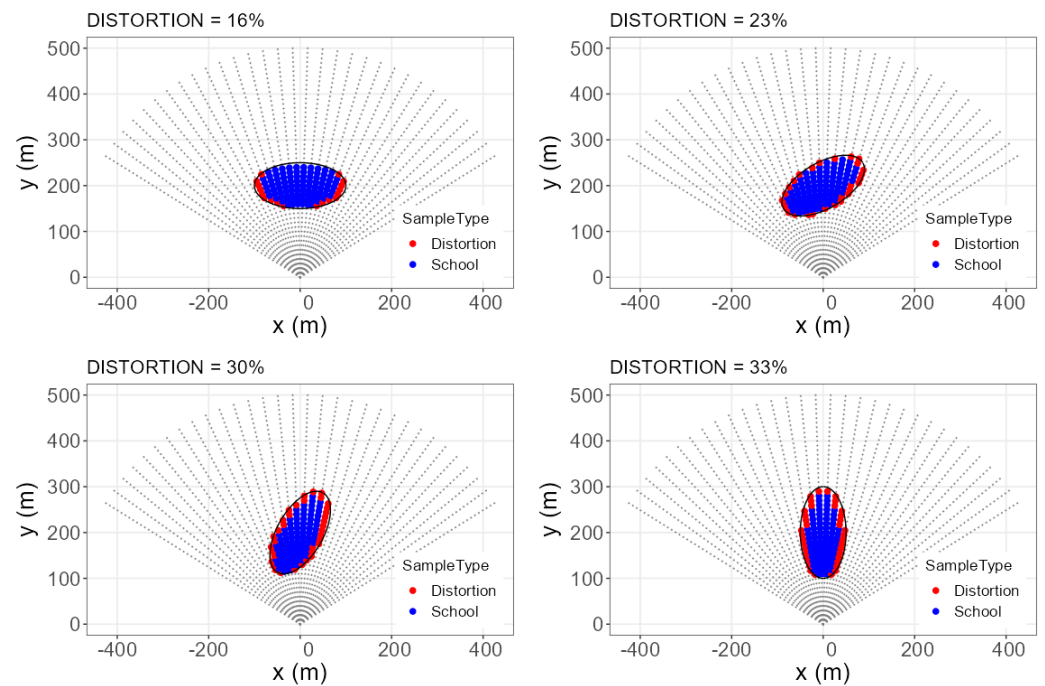 DISTORTION = 16%
500
400
300
200
100
0
y (m)
SampleType
Distortion
School
-400 -200 0 200 400
x (m)
DISTORTION = 23%
500
400
300
200
100
0
y (m)
SampleType
Distortion
School
-400 -200 0 200 400
x (m)
DISTORTION = 30%
500
400
300
200
100
0
y (m)
SampleType
Distortion
School
-400 -200 0 200 400
x (m)
DISTORTION = 33%
500
400
300
200
100
0
y (m)
SampleType
Distortion
School
-400 -200 0 200 400
x (m)